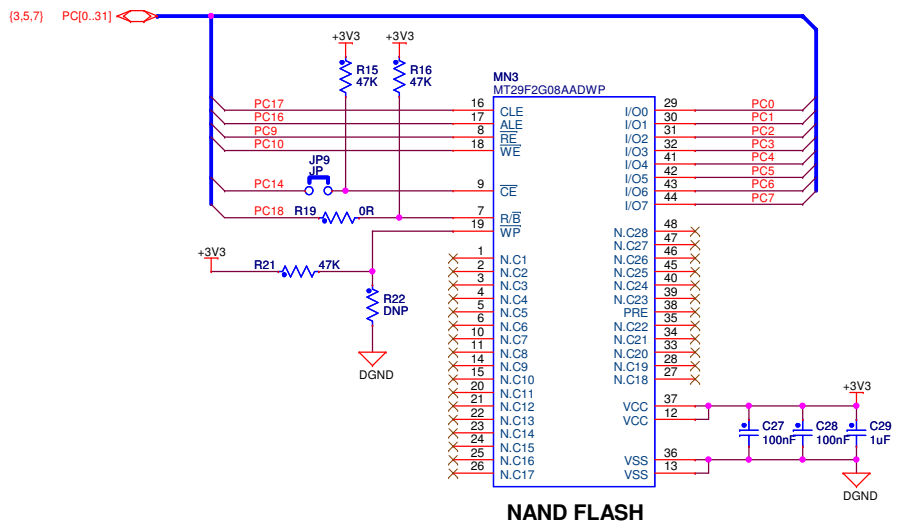 {3,5,7} PC[0..31]
+3V3 +3V3
R15
47K
R16
47K
MN3
MT29F2G08AADWP
PC17 16 CLE I/O0 29 PC0
PC16 17 ALE I/O1 30 PC1
PC9 8 RE I/O2 31 PC2
PC10 18 WE I/O3 32 PC3
I/O4 41 PC4
JP9
JP
I/O5 42 PC5
PC14 9 CE I/O6 43 PC6
I/O7 44 PC7
PC18 R19 0R 7 R/B
19 WP N.C28 48
N.C27 47
+3V3
R21 47K
R22
DNP
DGND
1 N.C1 N.C26 46
2 N.C2 N.C25 45
3 N.C3 N.C24 40
4 N.C4 N.C23 39
5 N.C5 PRE 38
6 N.C6 N.C22 35
10 N.C7 N.C21 34
11 N.C8 N.C20 33
14 N.C9 N.C19 28
15 N.C10 N.C18 27
20 N.C11
21 N.C12 VCC 37
22 N.C13 VCC 12
23 N.C14
24 N.C15
25 N.C16 VSS 36
26 N.C17 VSS 13
+3V3
C27
100nF
C28
100nF
C29
1uF
DGND
NAND FLASH